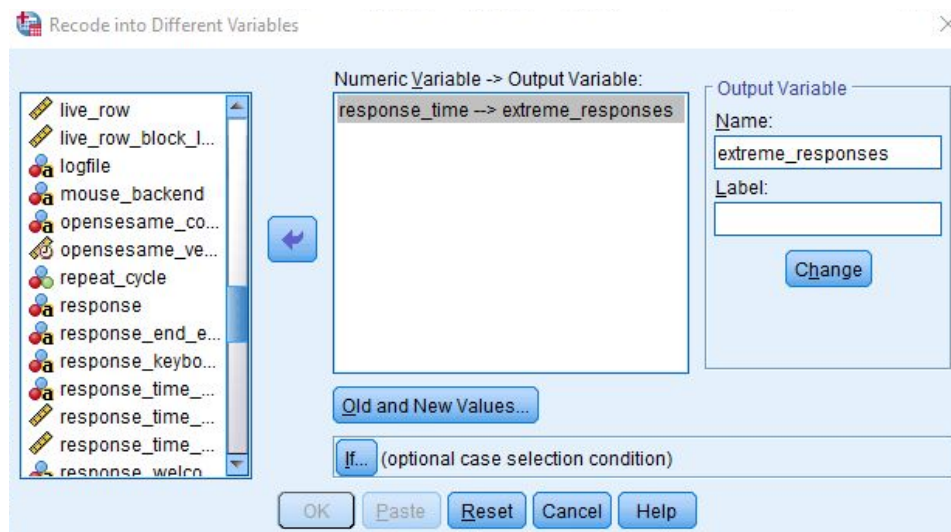 Recode into Different Variables
live_row
live_row_block_l...
logfile
mouse_backend
opensesame_co...
opensesame_ve...
repeat_cycle
response
response_end_e...
response_keybo...
response_time_...
response_time_...
response_time_...
response_welco
Numeric Variable -> Output Variable:
response_time --> extreme_responses
Old and New Values...
If... (optional case selection condition)
Output Variable
Name:
extreme_responses
Label:
Change
OK Paste Reset Cancel Help